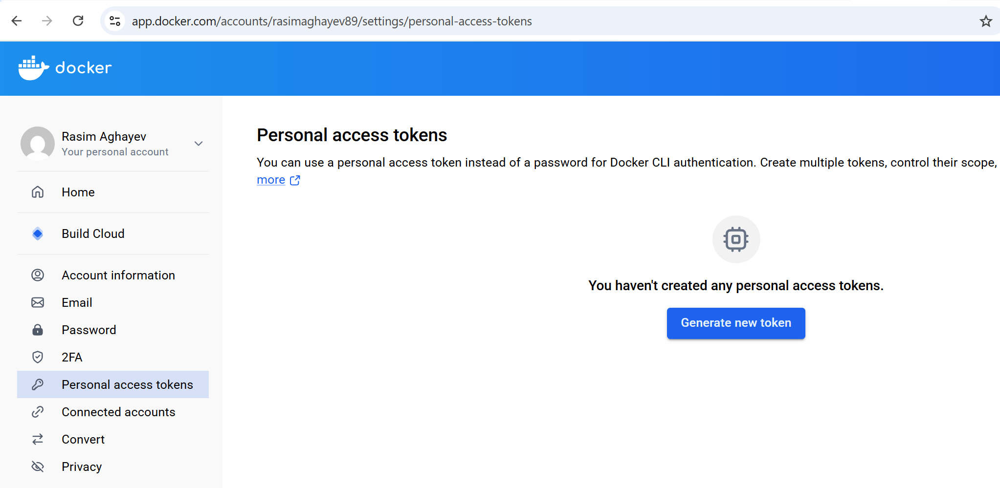 app.docker.com/accounts/rasimaghayev89/settings/personal-access-tokens
docker
Rasim Aghayev
Your personal account
Home
Build Cloud
Account information
Email
Password
2FA
Personal access tokens
Connected accounts
Convert
Privacy
Personal access tokens
You can use a personal access token instead of a password for Docker CLI authentication. Create multiple tokens, control their scope,
more
You haven't created any personal access tokens.
Generate new token